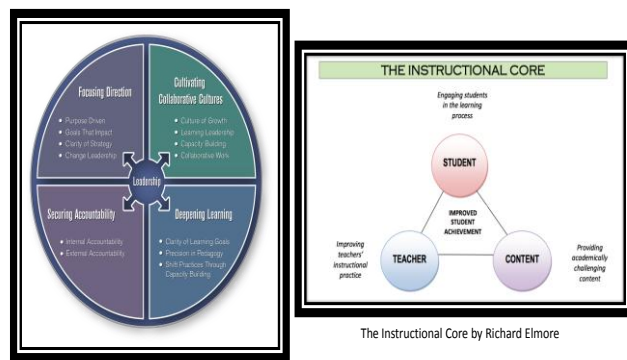 Focusing Direction
• Purpose Driven
• Goals That Impact
• Clarity of Strategy
• Change Leadership
Cultivating
Collaborative Cultures
• Culture of Growth
• Learning Leadership
• Capacity Building
• Collaborative Work
Leadership
Securing Accountability
• Internal Accountability
• External Accountability
Deepening Learning
• Clarity of Learning Goals
• Precision in Pedagogy
• Shift Practices Through
Capacity Building
THE INSTRUCTIONAL CORE
Engaging students
in the learning
process
STUDENT
IMPROVED
STUDENT
ACHIEVEMENT
Improving
teachers'
instructional
practice
TEACHER
CONTENT
Providing
academically
challenging
content
The Instructional Core by Richard Elmore